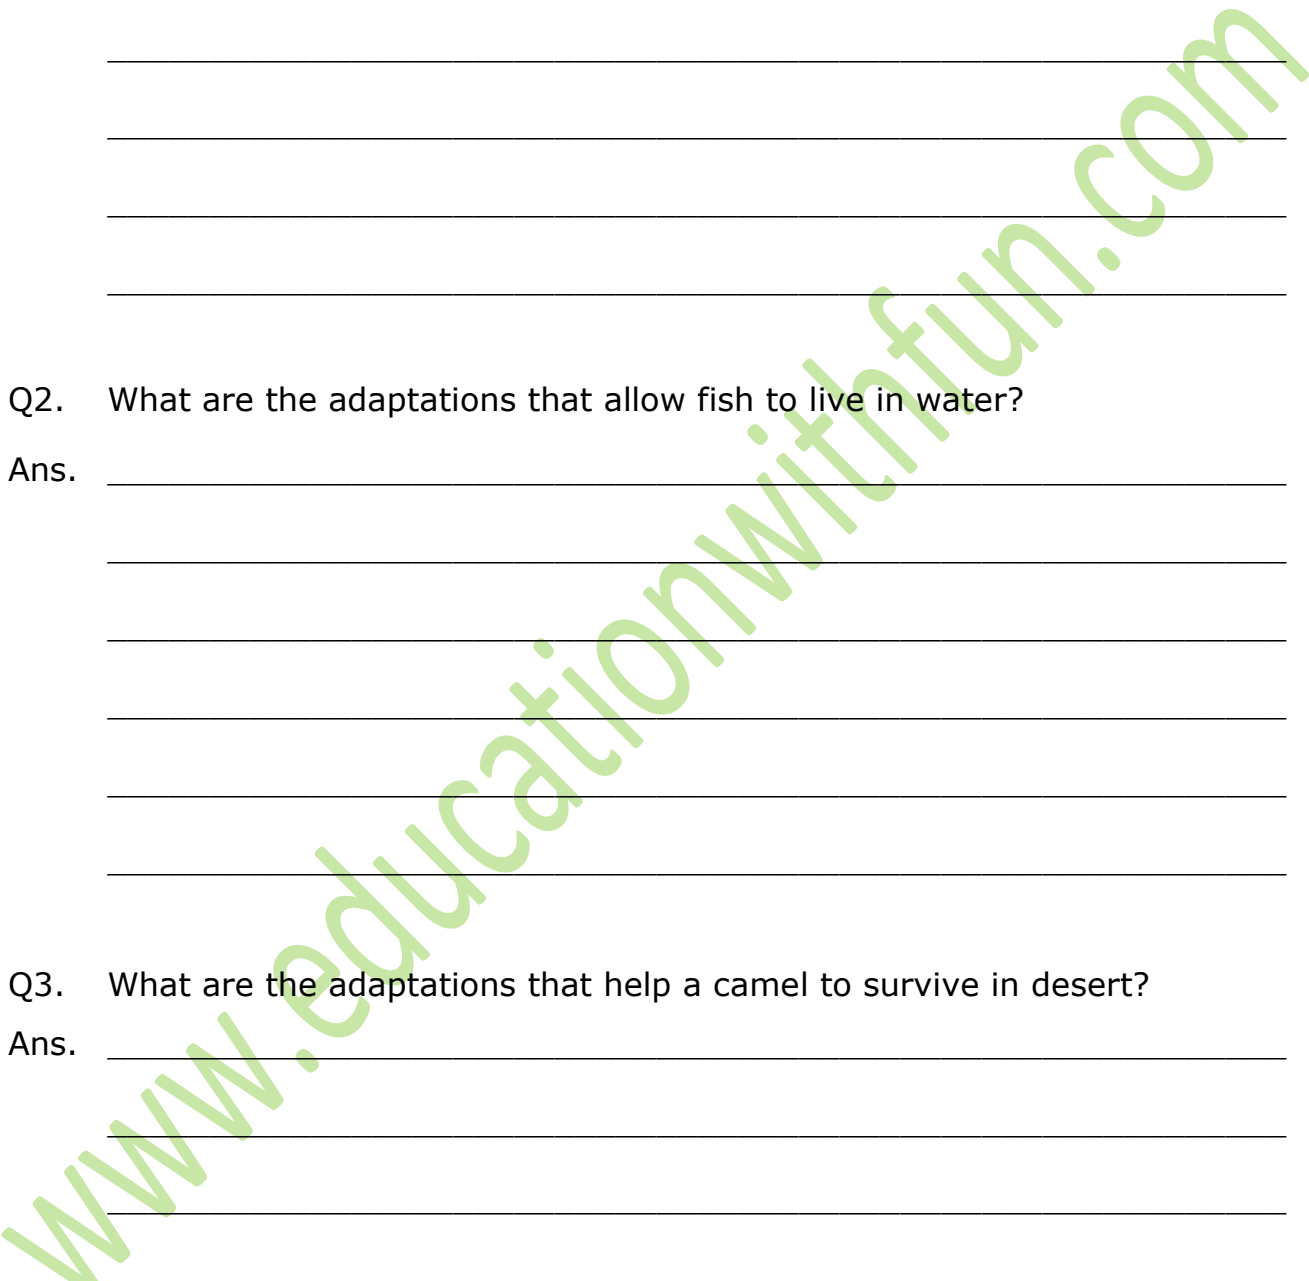 Q2. What are the adaptations that allow fish to live in water?
Ans.
Q3. What are the adaptations that help a camel to survive in desert?
Ans.
www.educationwithfun.com